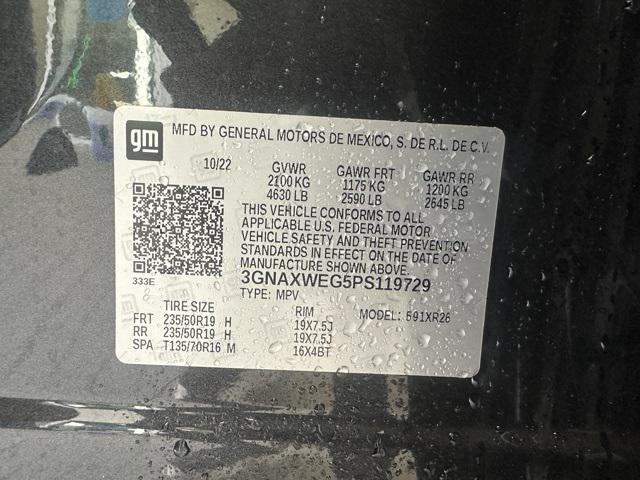 gm
MFD BY GENERAL MOTORS DE MEXICO, S. DE R.L. DE C.V.
10/22 GVWR GAWR FRT GAWR RR
2100 KG 1175 KG 1200 KG
4630 LB 2590 LB 2645 LB
THIS VEHICLE CONFORMS TO ALL
APPLICABLE U.S. FEDERAL MOTOR
VEHICLE SAFETY AND THEFT PREVENTION
STANDARDS IN EFFECT ON THE DATE OF
MANUFACTURE SHOWN ABOVE.
333E 3GNAXWEG5PS119729
TYPE: MPV
TIRE SIZE RIM MODEL: 591XR26
FRT 235/50R19 H 19X7.5J
RR 235/50R19 H 19X7.5J
SPA T135/70R16 M 16X4BT